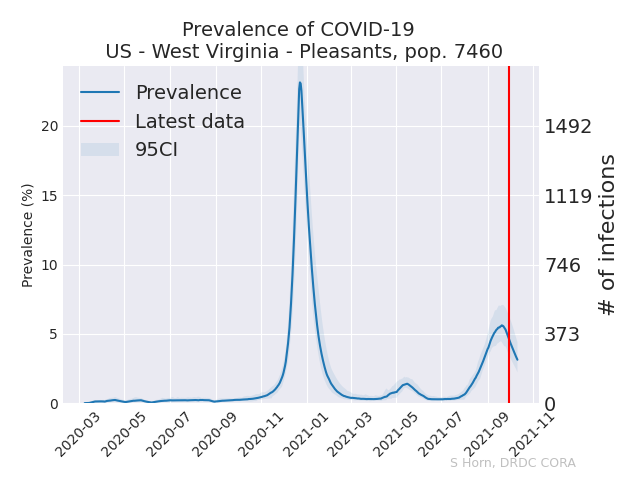 Prevalence of COVID-19
US - West Virginia - Pleasants, pop. 7460
Prevalence
Latest data
95CI
Prevalence (%)
20
15
10
5
0
1492
1119
746
373
0
# of infections
2020-03
2020-05
2020-07
2020-09
2020-11
2021-01
2021-03
2021-05
2021-07
2021-09
2021-11
S Horn, DRDC CORA